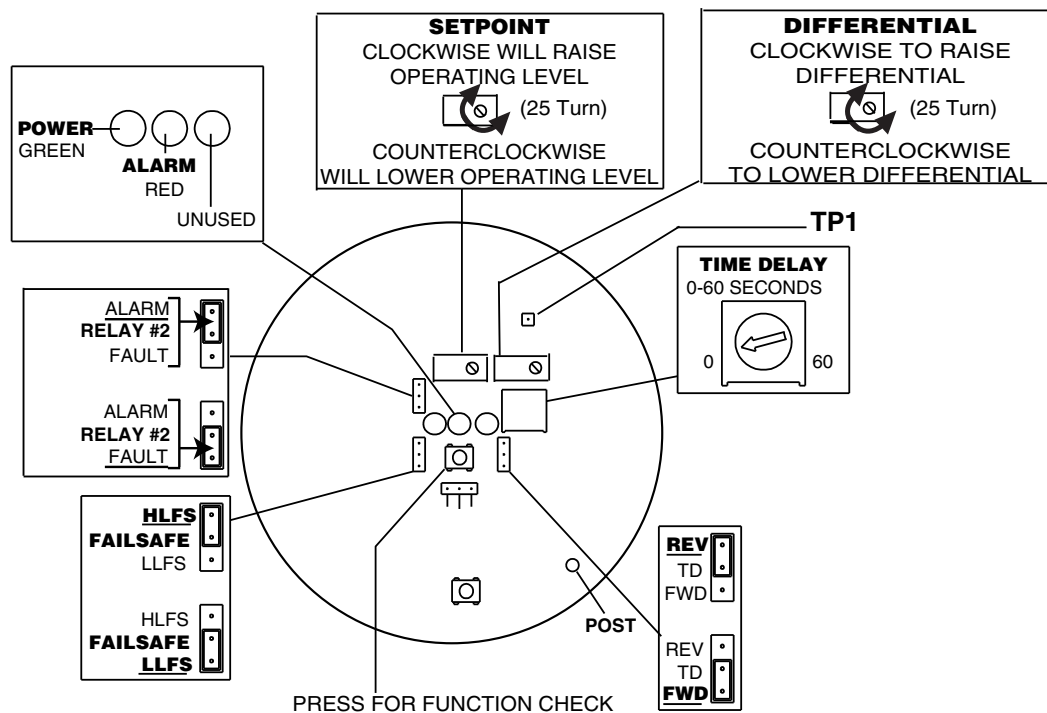 SETPOINT
CLOCKWISE WILL RAISE
OPERATING LEVEL
(25 Turn)
COUNTERCLOCKWISE
WILL LOWER OPERATING LEVEL
DIFFERENTIAL
CLOCKWISE TO RAISE
DIFFERENTIAL
(25 Turn)
COUNTERCLOCKWISE
TO LOWER DIFFERENTIAL
POWER
GREEN
ALARM
RED
UNUSED
TP1
TIME DELAY
0-60 SECONDS
0
60
ALARM
RELAY #2
FAULT
ALARM
RELAY #2
FAULT
HLFS
FAILSAFE
LLFS
HLFS
FAILSAFE
LLFS
REV
TD
FWD
REV
TD
FWD
POST
PRESS FOR FUNCTION CHECK